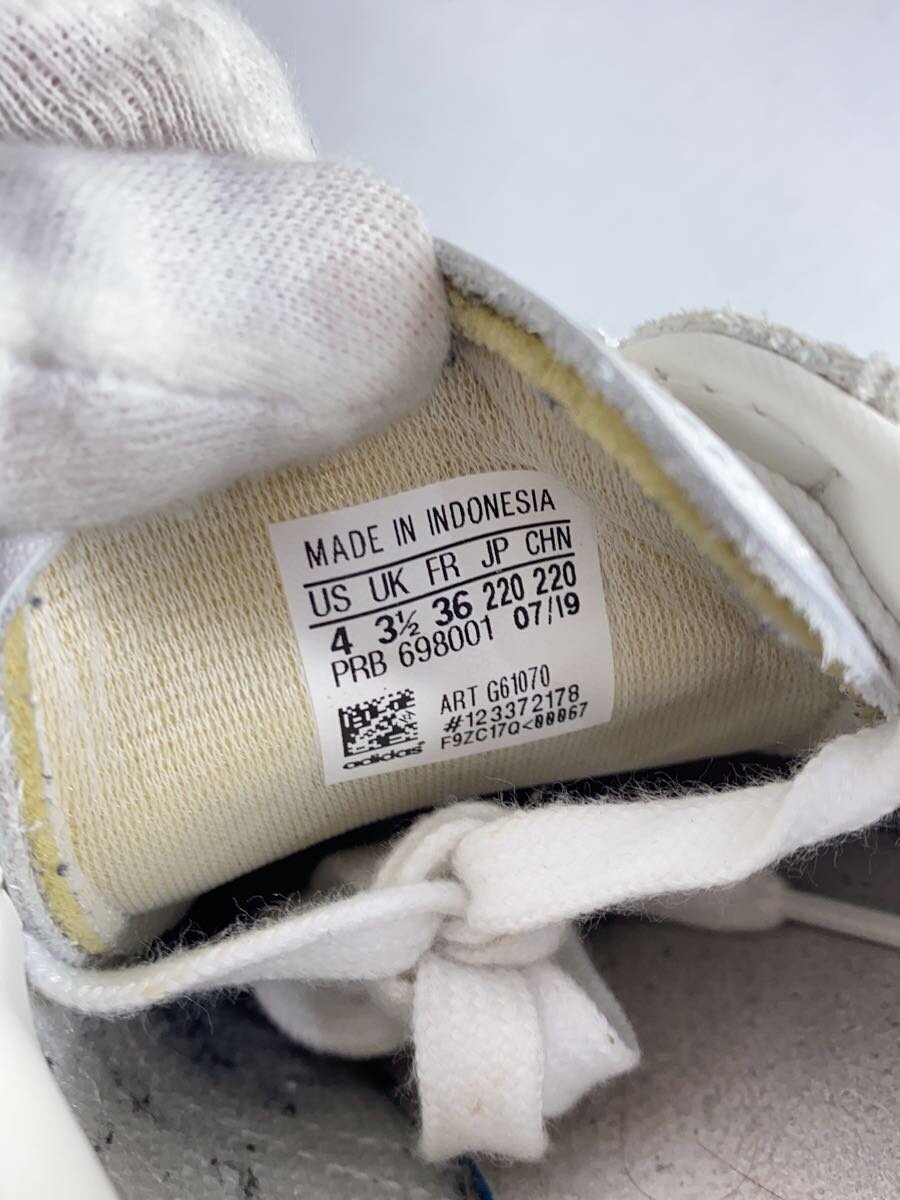 MADE IN INDONESIA
US UK FR JP CHN
4 3½ 36 220 220
PRB 698001 07/19
ART G61070
#123372178
F9ZC17Q<00067
adidas